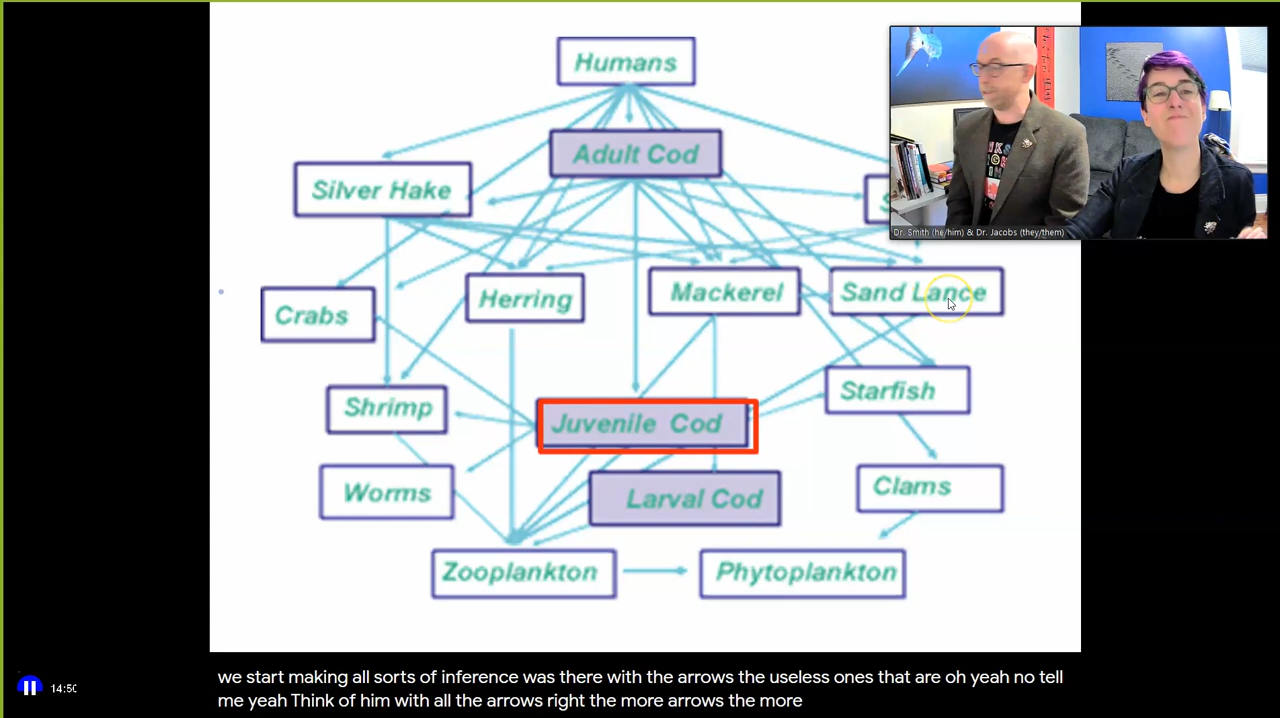 Humans
Adult Cod
Silver Hake
Dr. Smith (he/him) & Dr. Jacobs (they/them)
Herring
Mackerel
Sand Lance
Crabs
Starfish
Shrimp
Juvenile Cod
Worms
Larval Cod
Clams
Zooplankton
Phytoplankton
we start making all sorts of inference was there with the arrows the useless ones that are oh yeah no tell
me yeah Think of him with all the arrows right the more arrows the more
14:50